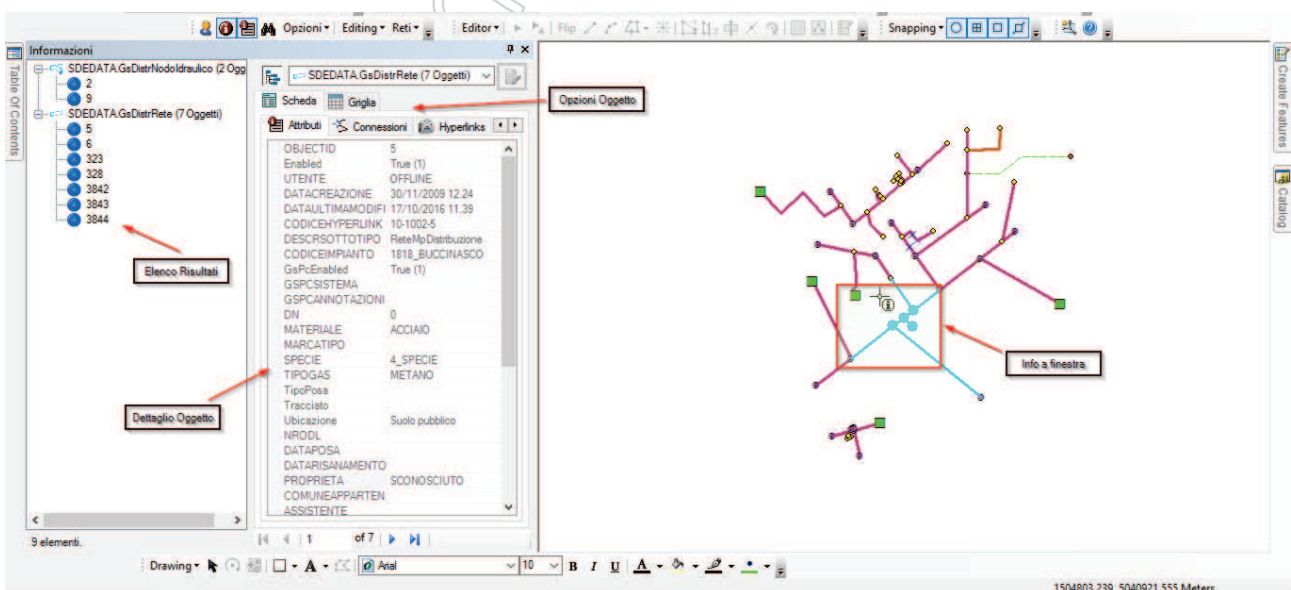 Opzioni Editing Reti Editor Flip Snapping
Informazioni
Table Of Contents
SDEDATA.GsDistrNodoIdraulico (2 Ogg
2
9
SDEDATA.GsDistrRete (7 Oggetti)
5
6
323
328
3842
3843
3844
Elenco Risultati
9 elementi.
SDEDATA.GsDistrRete (7 Oggetti)
Scheda Griglia
Opzioni Oggetto
Attributi Connessioni Hyperlinks
OBJECTID 5
Enabled True (1)
UTENTE OFFLINE
DATACREAZIONE 30/11/2009 12.24
DATAULTIMAMODIFI 17/10/2016 11.39
CODICEHYPERLINK 10-1002-5
DESCRSOTTOTIPO ReteMpDistribuzione
CODICEIMPIANTO 1818_BUCCINASCO
GsPcEnabled True (1)
GSPCSISTEMA
GSPCANNOTAZIONI
DN 0
MATERIALE ACCIAIO
MARCATIPO
SPECIE 4_SPECIE
TIPOGAS METANO
TipoPosa
Tracciato
Ubicazione Suolo pubblico
NRODL
DATAPOSA
DATARISANAMENTO
PROPRIETA SCONOSCIUTO
COMUNEAPPARTEN
ASSISTENTE
Dettaglio Oggetto
1 of 7
Info a finestra
Create Features
Catalog
Drawing A Arial 10 B I U A
1504803,239 5040921,555 Meters